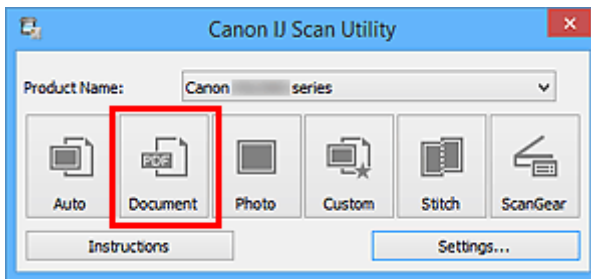 Canon IJ Scan Utility
Product Name: Canon series
PDF
Auto Document Photo Custom Stitch ScanGear
Instructions Settings...